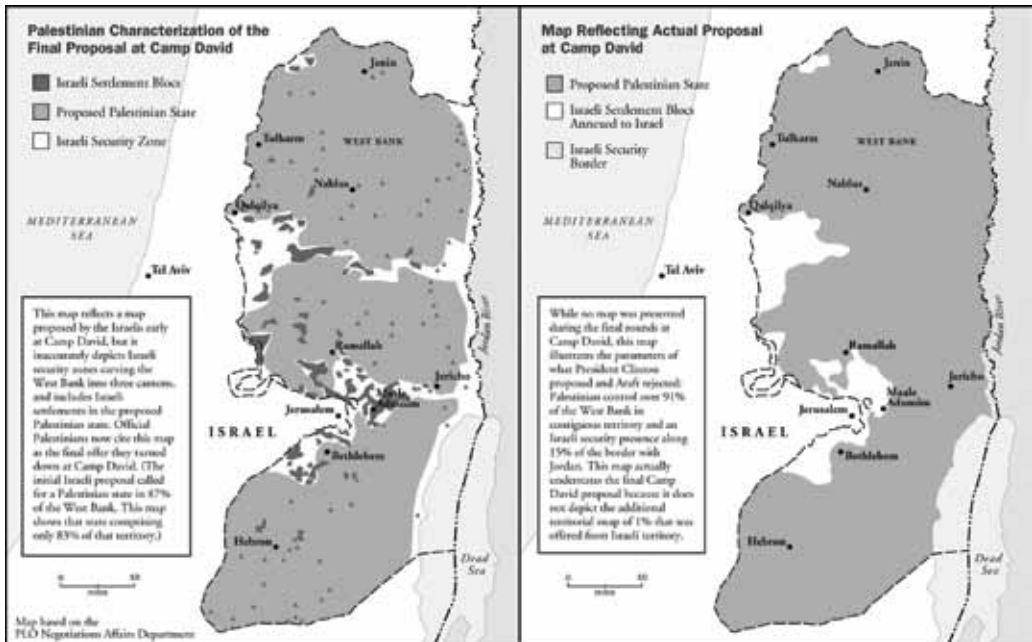 Palestinian Characterization of the
Final Proposal at Camp David
Israeli Settlement Blocs
Proposed Palestinian State
Israeli Security Zone
Jenin
Tulkarm
WEST BANK
Nablus
Qalqilya
MEDITERRANEAN
SEA
Tel Aviv
This map reflects a map
proposed by the Israelis early
at Camp David, but is
inaccurately depicts Israeli
security zones carving the
West Bank into three cantons,
and includes Israeli
settlements in the proposed
Palestinian state. Official
Palestinians now cite this map
as the final offer they turned
down at Camp David. (The
initial Israeli proposal called
for a Palestinian state in 87%
of the West Bank. This map
shows that state comprising
only 83% of that territory.)
Ramallah
Jericho
Jordan River
Maale
Adumim
Jerusalem
ISRAEL
Bethlehem
Hebron
Dead
Sea
0
50
miles
Map based on the
PLO Negotiations Affairs Department
Map Reflecting Actual Proposal
at Camp David
Proposed Palestinian State
Israeli Settlement Blocs
Annexed to Israel
Israeli Security
Border
Jenin
Tulkarm
WEST BANK
Nablus
Qalqilya
MEDITERRANEAN
SEA
Tel Aviv
While no map was presented
during the final rounds at
Camp David, this map
illustrates the parameters of
what President Clinton
proposed and Arafat rejected:
Palestinian control over 91%
of the West Bank in
contiguous territory and an
Israeli security presence along
15% of the border with
Jordan. This map actually
understates the final Camp
David proposal because it does
not depict the additional
territorial swap of 1% that was
offered from Israeli territory.
Ramallah
Jericho
Jordan River
Maale
Adumim
Jerusalem
ISRAEL
Bethlehem
Hebron
Dead
Sea
0
miles